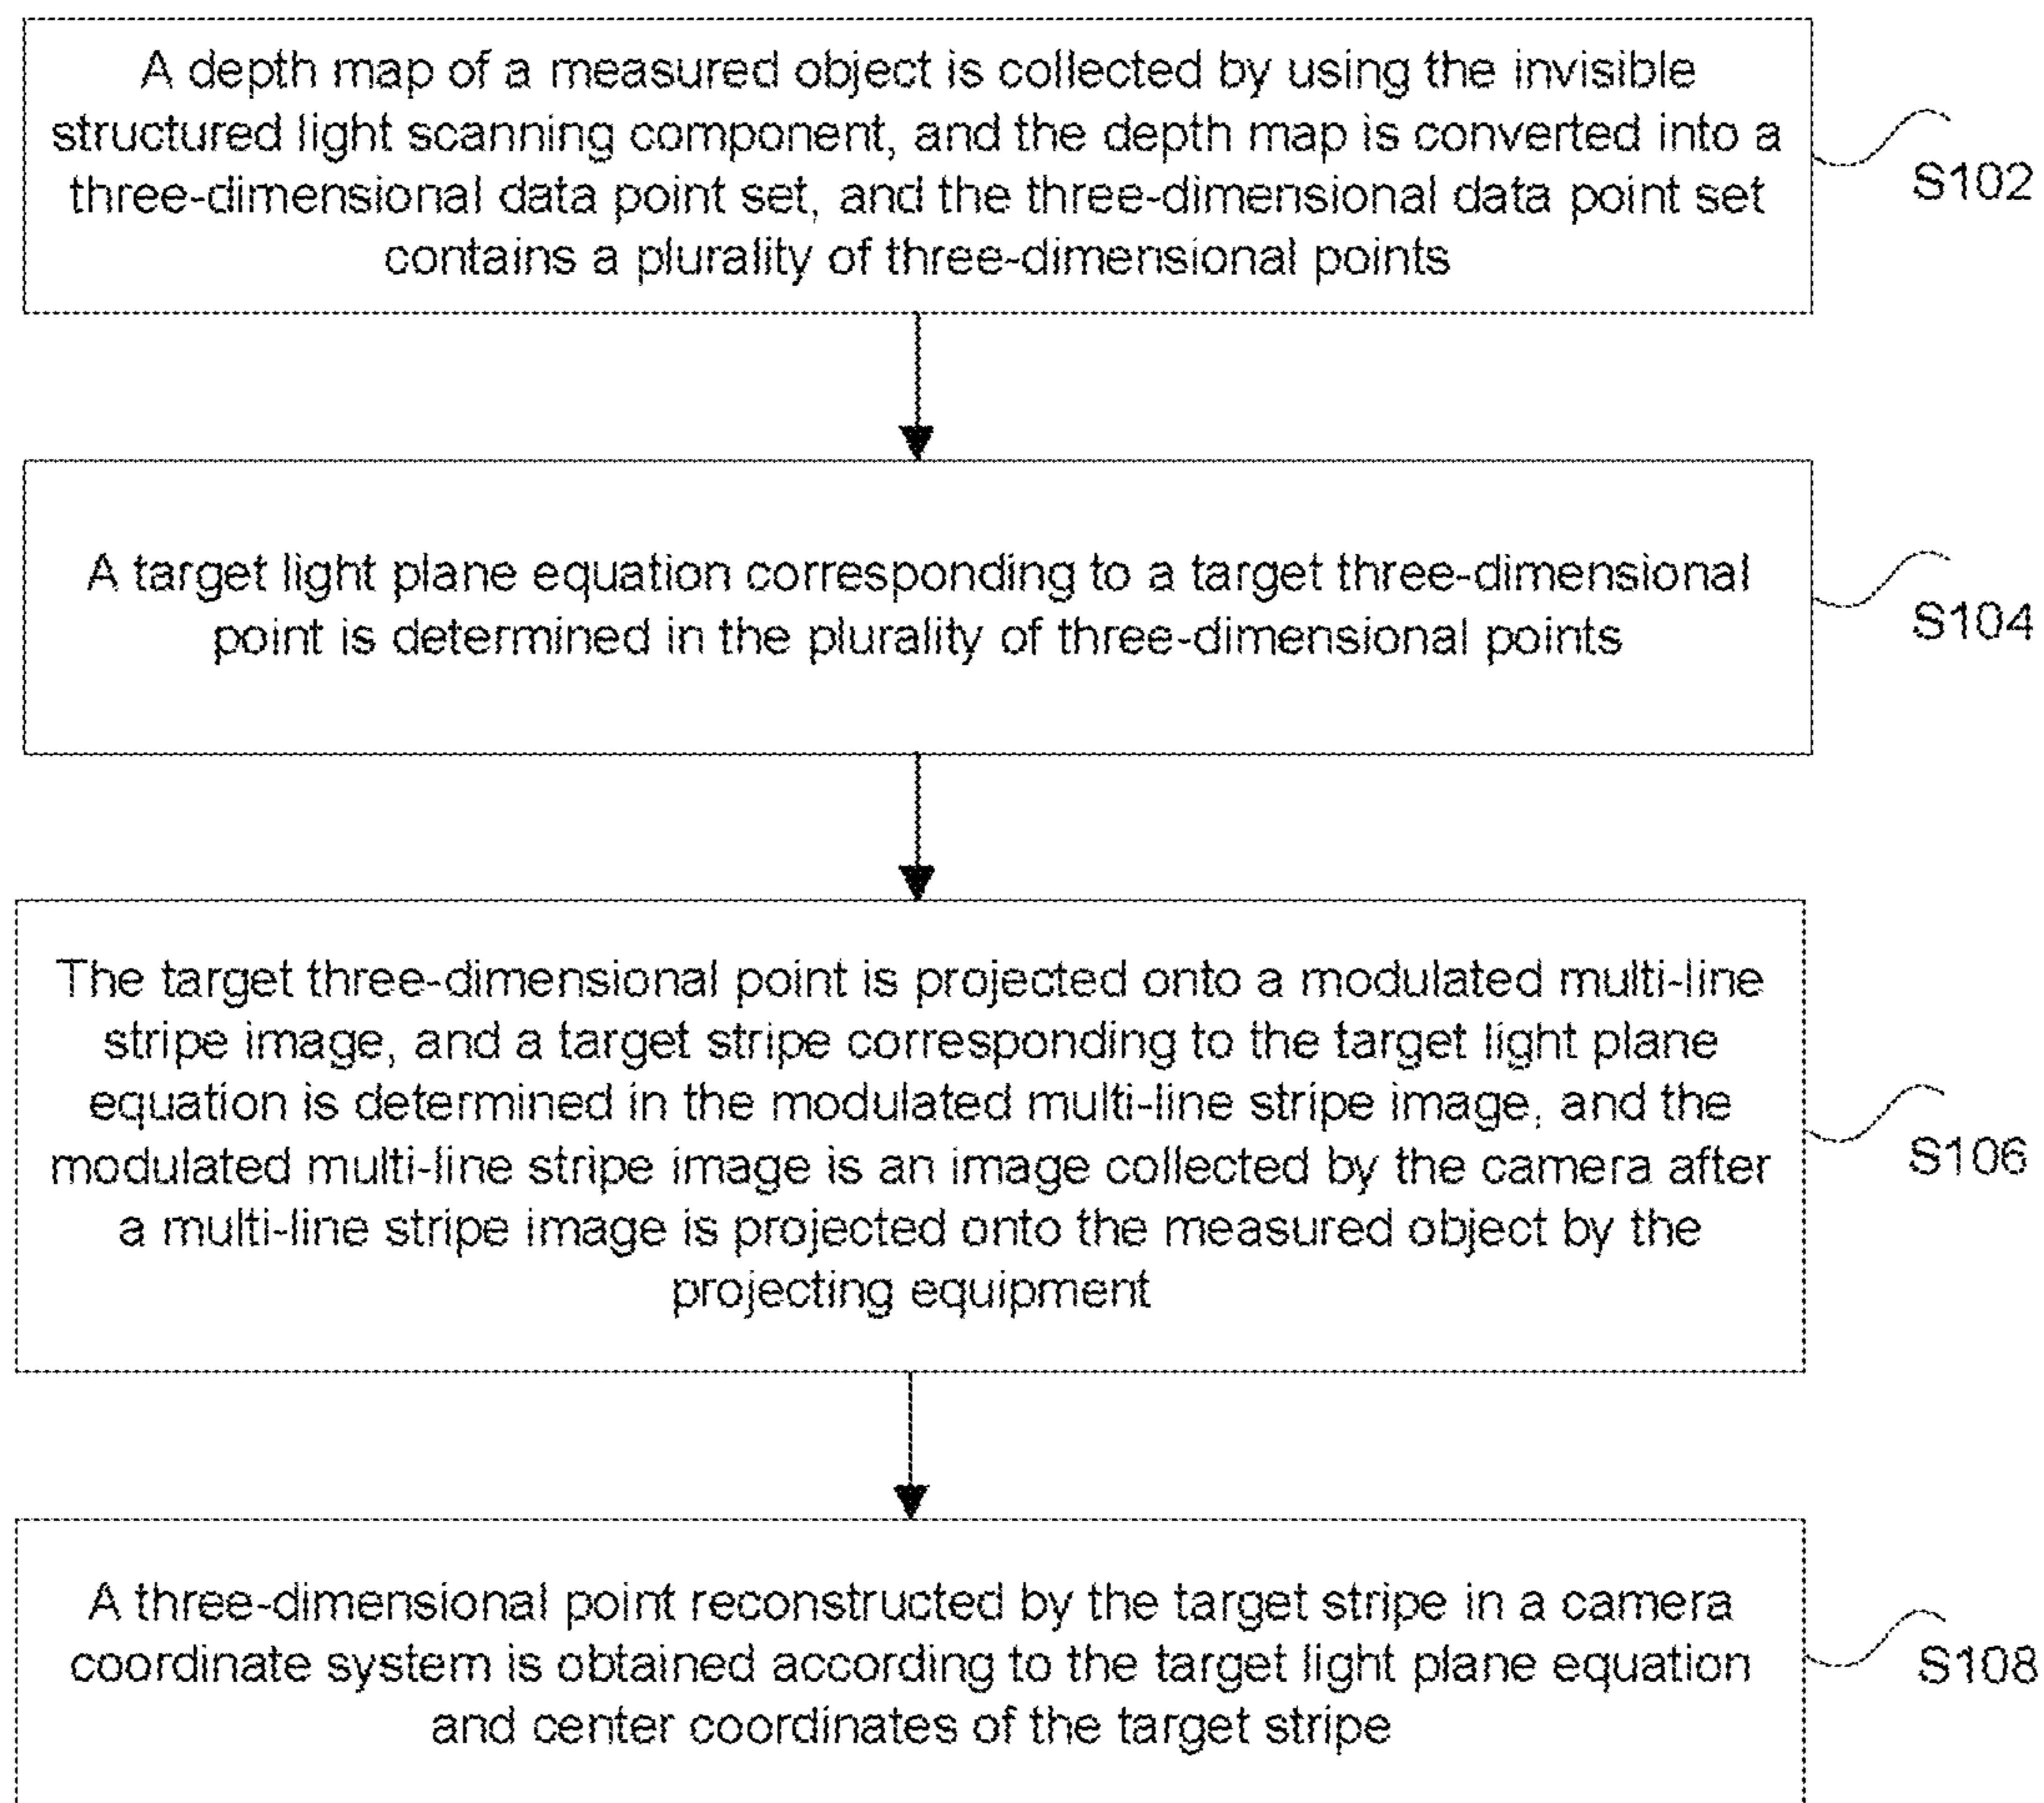 A depth map of a measured object is collected by using the invisible
structured light scanning component, and the depth map is converted into a
three-dimensional data point set, and the three-dimensional data point set
contains a plurality of three-dimensional points
S102
A target light plane equation corresponding to a target three-dimensional
point is determined in the plurality of three-dimensional points
S104
The target three-dimensional point is projected onto a modulated multi-line
stripe image, and a target stripe corresponding to the target light plane
equation is determined in the modulated multi-line stripe image, and the
modulated multi-line stripe image is an image collected by the camera after
a multi-line stripe image is projected onto the measured object by the
projecting equipment
S106
A three-dimensional point reconstructed by the target stripe in a camera
coordinate system is obtained according to the target light plane equation
and center coordinates of the target stripe
S108